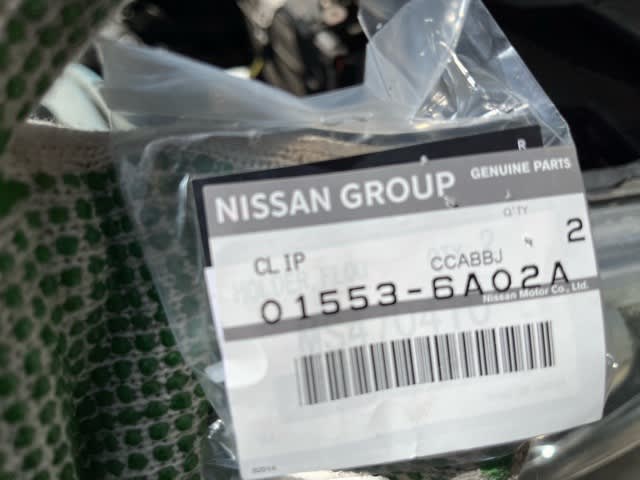 NISSAN GROUP GENUINE PARTS
Q'TY
CLIP CCABBJ 2
01553-6A02A
Nissan Motor Co., Ltd.